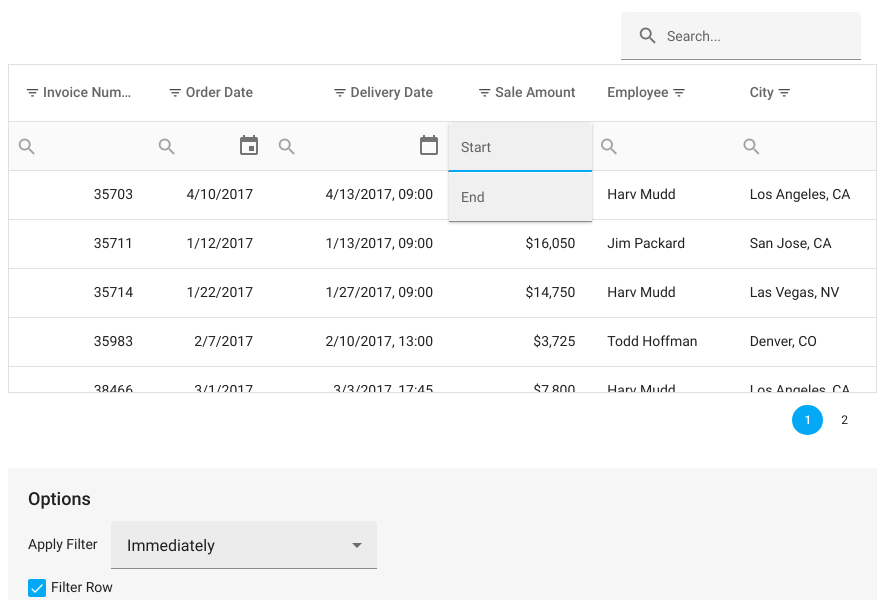 Search...
Invoice Num... Order Date Delivery Date Sale Amount Employee City
Start
End
35703 4/10/2017 4/13/2017, 09:00 Harv Mudd Los Angeles, CA
35711 1/12/2017 1/13/2017, 09:00 $16,050 Jim Packard San Jose, CA
35714 1/22/2017 1/27/2017, 09:00 $14,750 Harv Mudd Las Vegas, NV
35983 2/7/2017 2/10/2017, 13:00 $3,725 Todd Hoffman Denver, CO
38466 3/1/2017 3/3/2017, 17:45 $7,800 Harv Mudd Los Angeles, CA
1 2
Options
Apply Filter Immediately
Filter Row